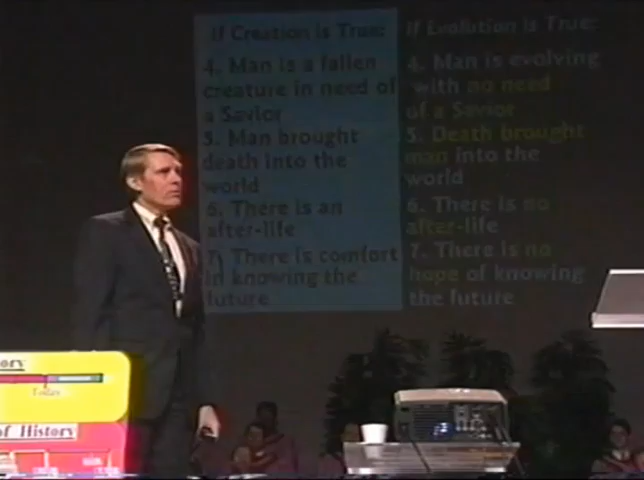 If Creation is True:
4. Man is a fallen
creature in need of
a Savior
5. Man brought
death into the
world
6. There is an
after-life
7. There is comfort
in knowing the
future
If Evolution is True:
4. Man is evolving
with no need
of a Savior
5. Death brought
man into the
world
6. There is no
after-life
7. There is no
hope of knowing
the future
ory
Today
of History